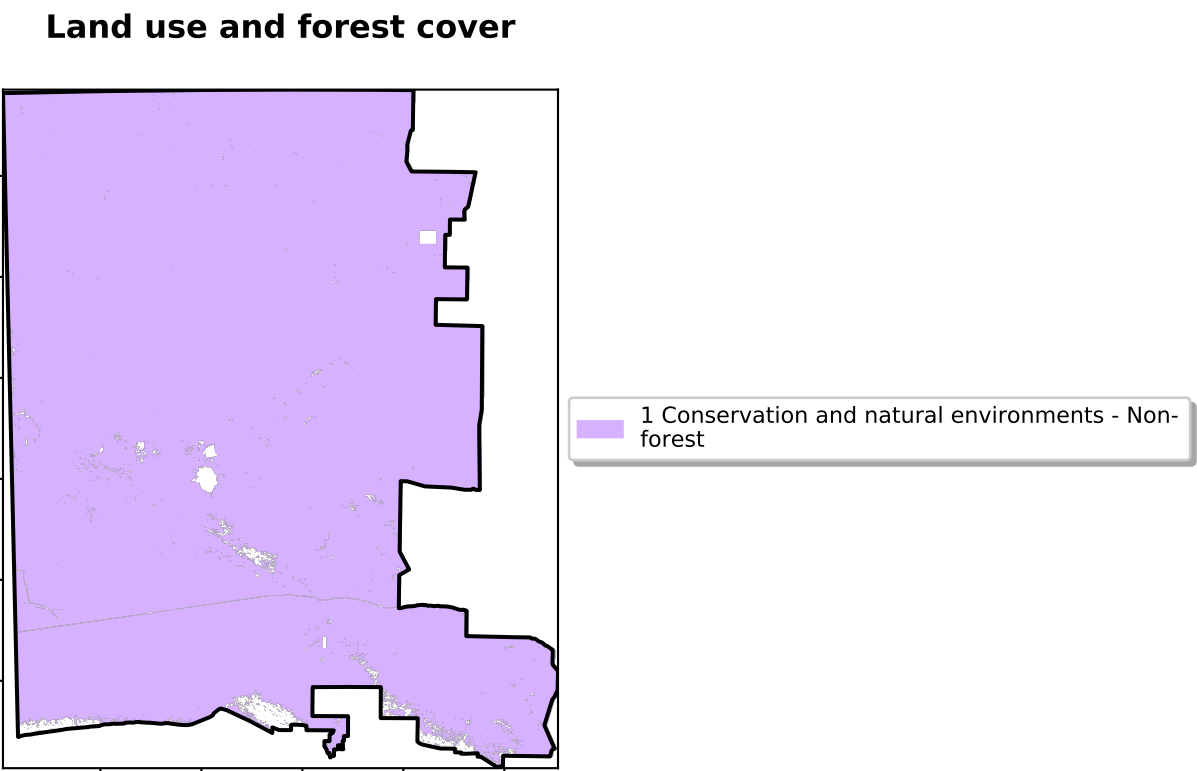 Land use and forest cover
1 Conservation and natural environments - Non-
forest